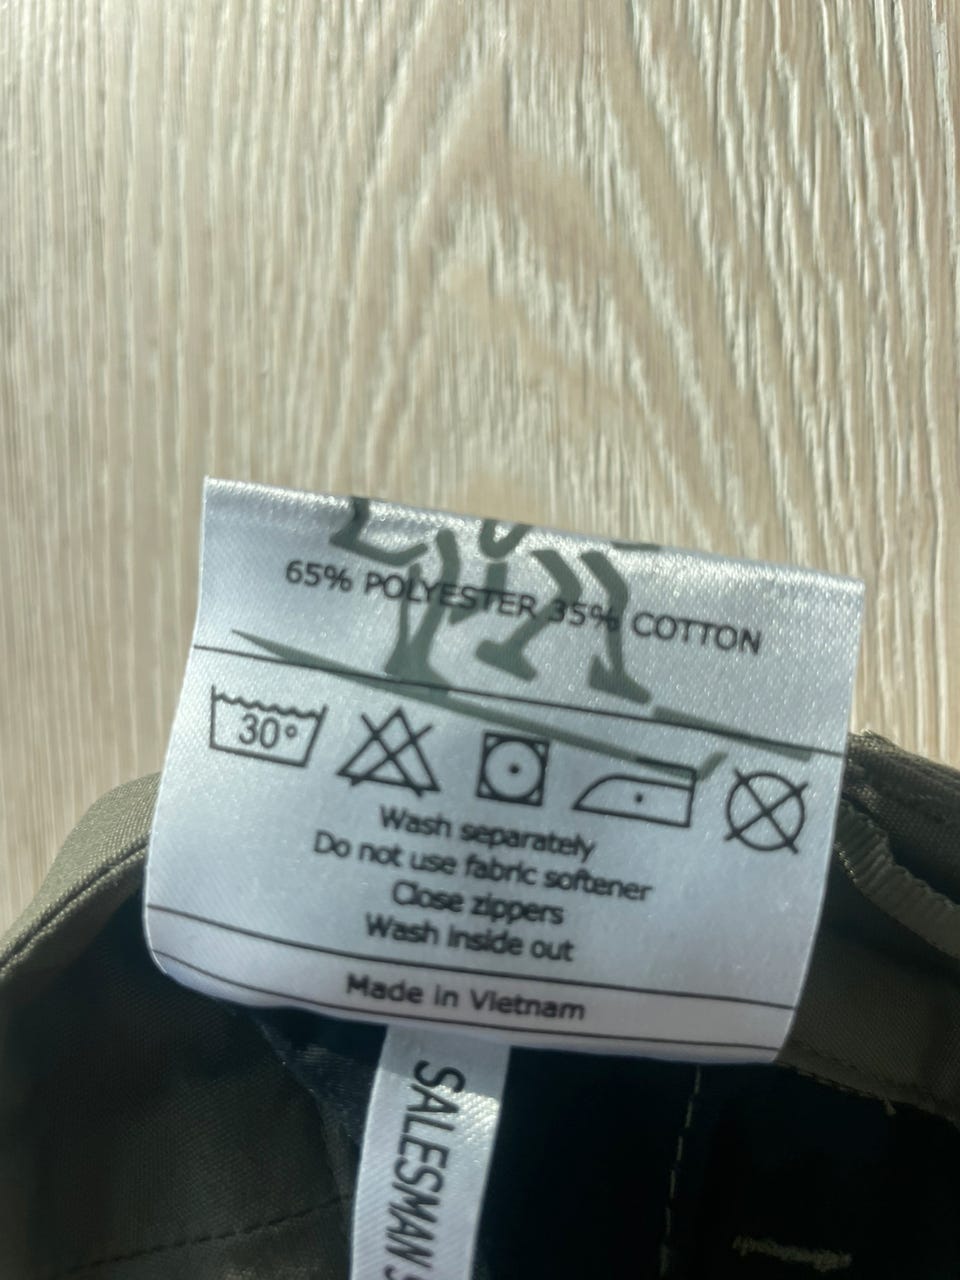 65% POLYESTER 35% COTTON
30°
Wash separately
Do not use fabric softener
Close zippers
Wash inside out
Made in Vietnam
SALESMAN